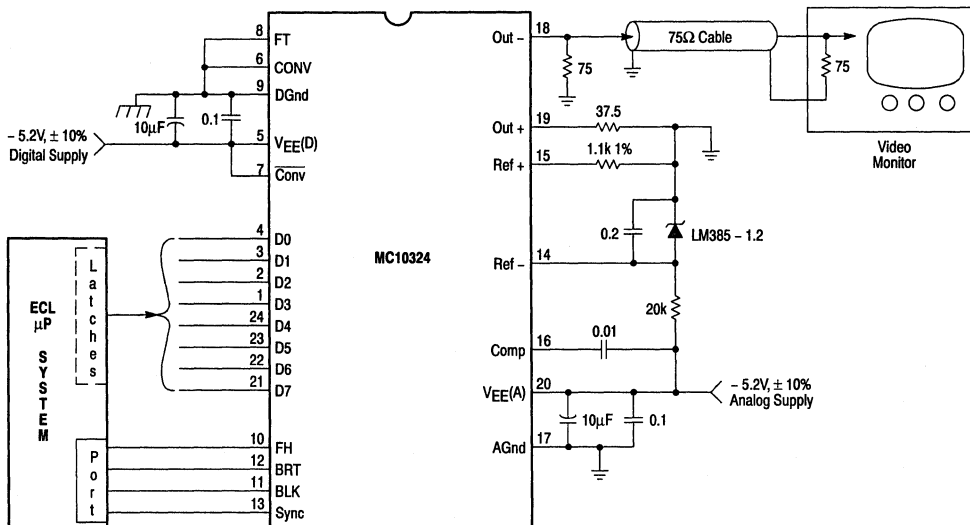 8 FT
6 CONV
9 DGnd
10µF
0.1
– 5.2V, ± 10%
Digital Supply
5 VEE(D)
7 Conv
4 D0
3 D1
2 D2
1 D3
24 D4
23 D5
22 D6
21 D7
ECL
µP
SYSTEM
Latches
Port
10 FH
12 BRT
11 BLK
13 Sync
MC10324
Out – 18
75
75Ω Cable
75
Video
Monitor
Out + 19
37.5
Ref + 15
1.1k 1%
0.2
LM385 – 1.2
Ref – 14
20k
Comp 16
0.01
VEE(A) 20
– 5.2V, ± 10%
Analog Supply
10µF
0.1
AGnd 17